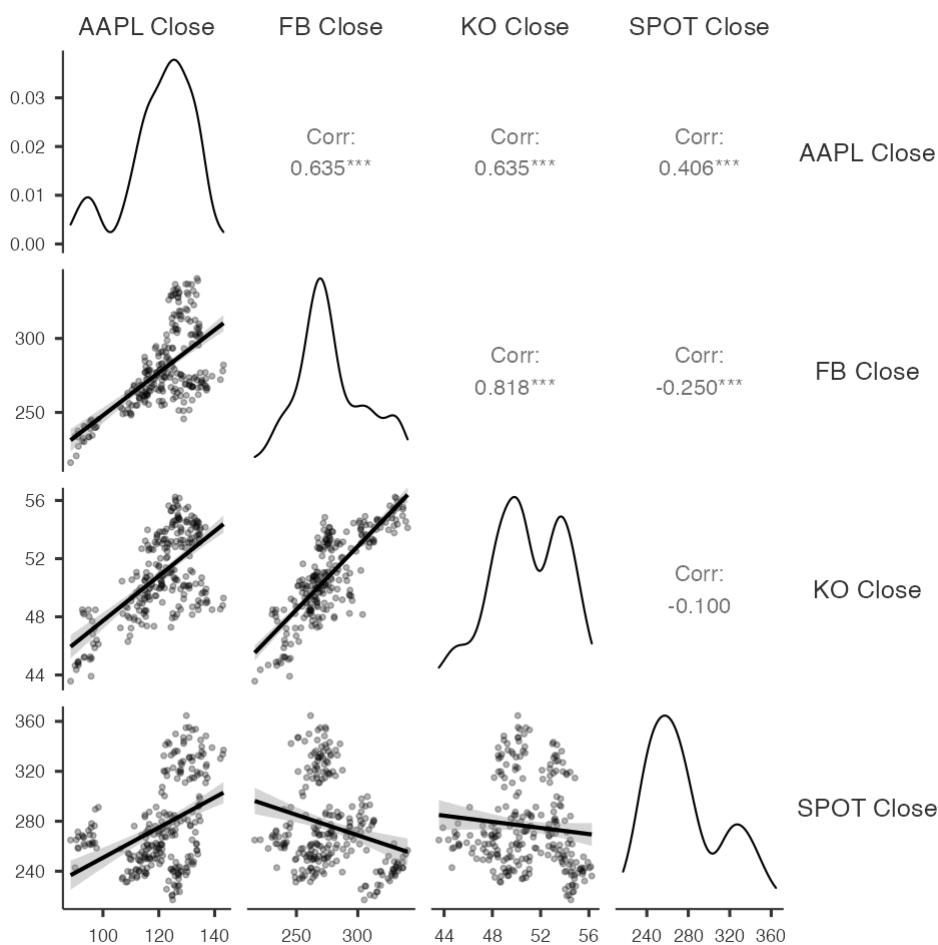 AAPL Close FB Close KO Close SPOT Close
0.03
0.02
0.01
0.00
Corr:
0.635***
Corr:
0.635***
Corr:
0.406***
AAPL Close
300
250
Corr:
0.818***
Corr:
-0.250***
FB Close
56
52
48
44
Corr:
-0.100
KO Close
360
320
280
240
SPOT Close
100 120 140 250 300 44 48 52 56 240 280 320 360